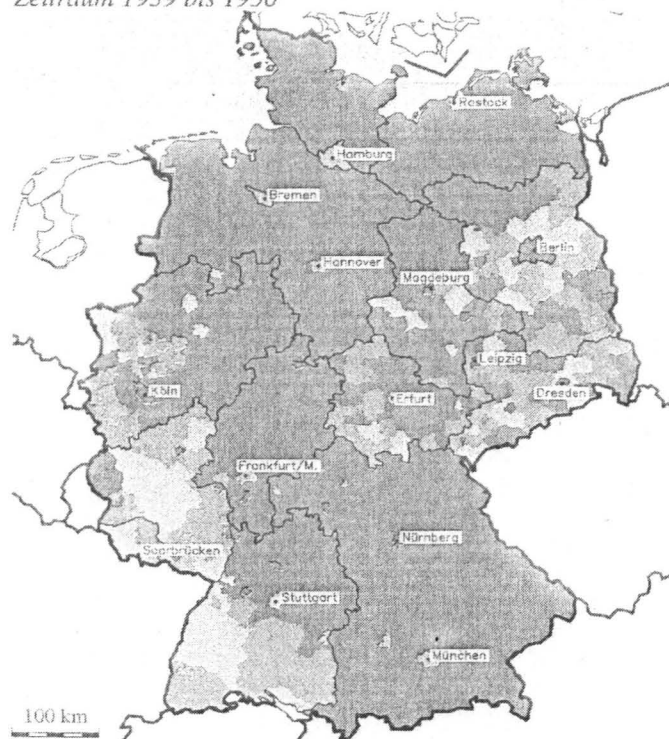 Zeitraum 1939 bis 1950
Rostock
Hamburg
Bremen
Berlin
Hannover
Magdeburg
Leipzig
Köln
Erfurt
Dresden
Frankfurt/M.
Nürnberg
Saarbrücken
Stuttgart
München
100 km